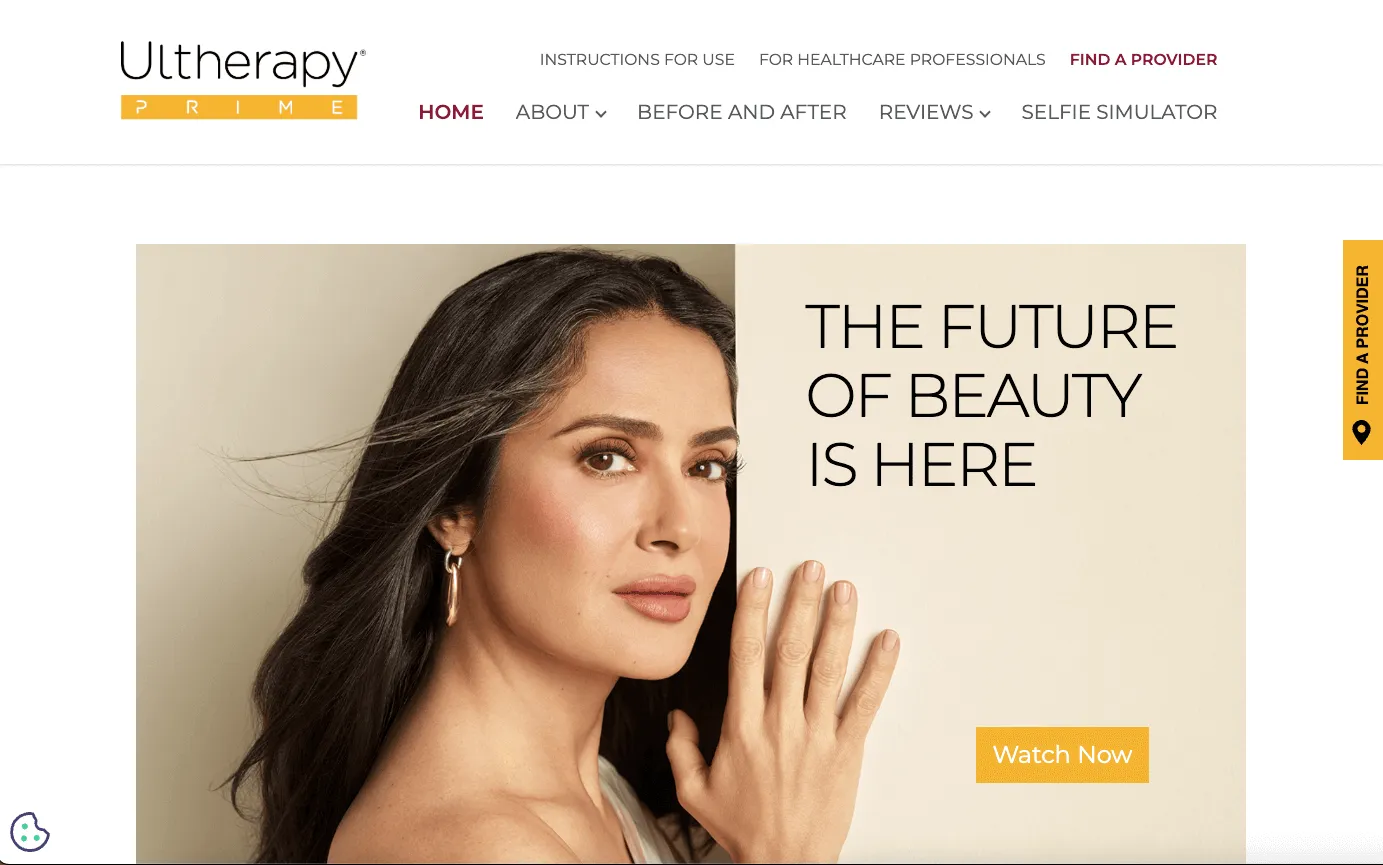 Ultherapy®
PRIME
INSTRUCTIONS FOR USE
FOR HEALTHCARE PROFESSIONALS
FIND A PROVIDER
HOME
ABOUT
BEFORE AND AFTER
REVIEWS
SELFIE SIMULATOR
THE FUTURE
OF BEAUTY
IS HERE
Watch Now
FIND A PROVIDER